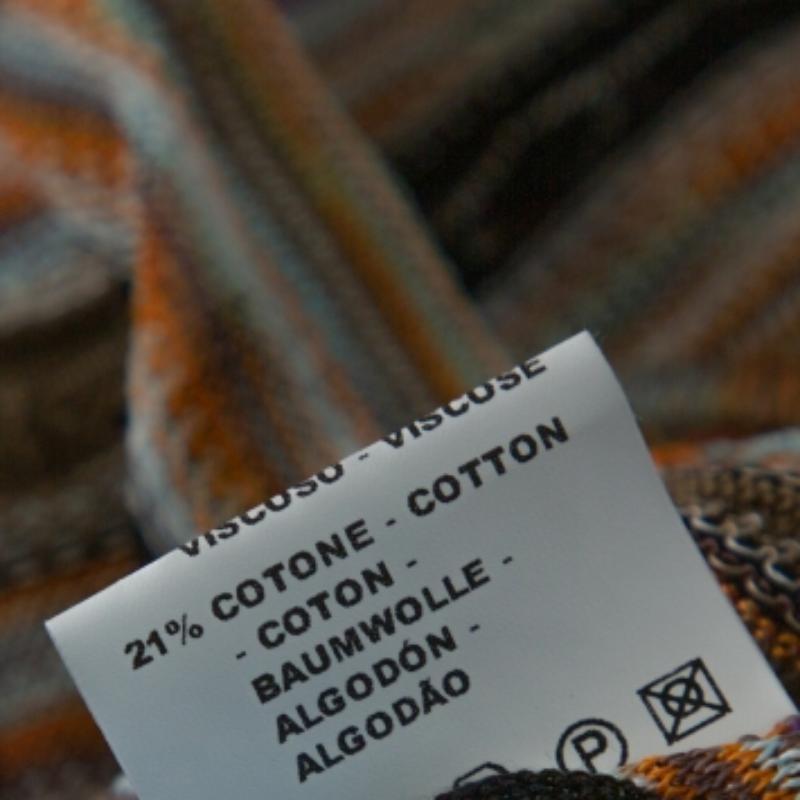 VISCOSO - VISCOSE
21% COTONE - COTTON
- COTON -
BAUMWOLLE -
ALGODÓN -
ALGODÃO
P